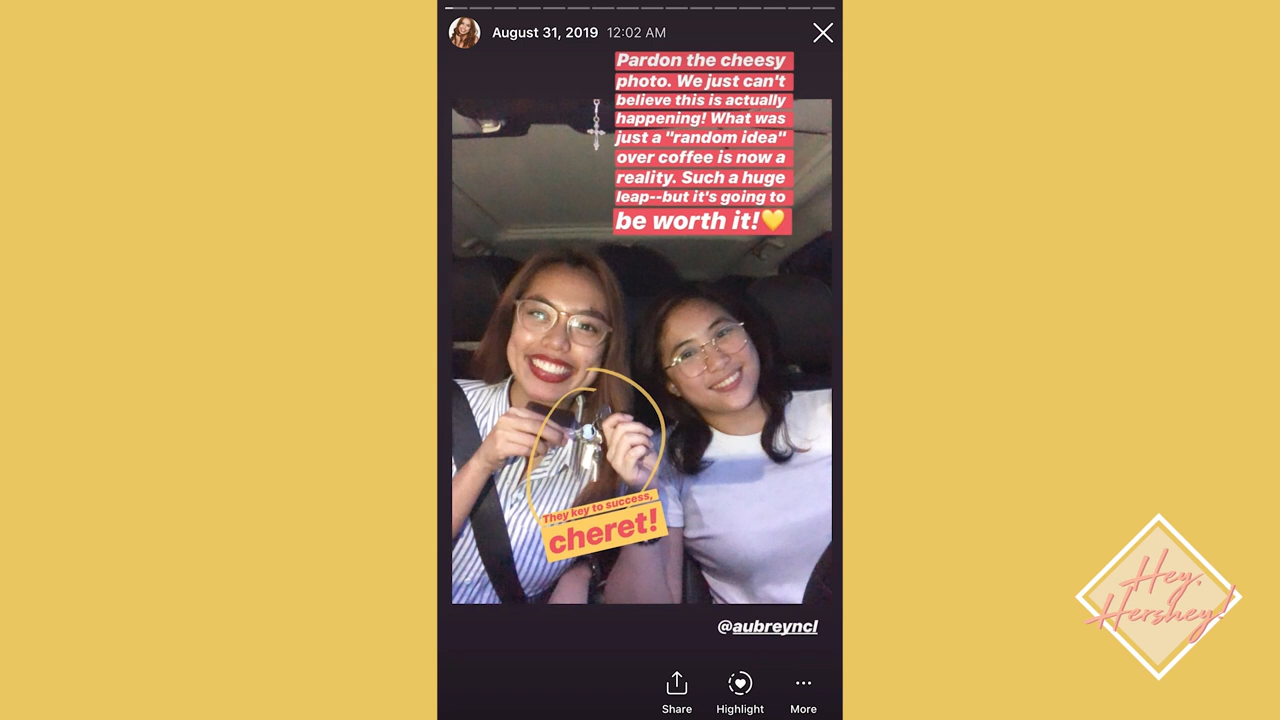 August 31, 2019 12:02 AM
Pardon the cheesy
photo. We just can't
believe this is actually
happening! What was
just a "random idea"
over coffee is now a
reality. Such a huge
leap--but it's going to
be worth it!💛
They key to success,
cheret!
@aubreyncl
Hey,
Hershey!
Share Highlight More